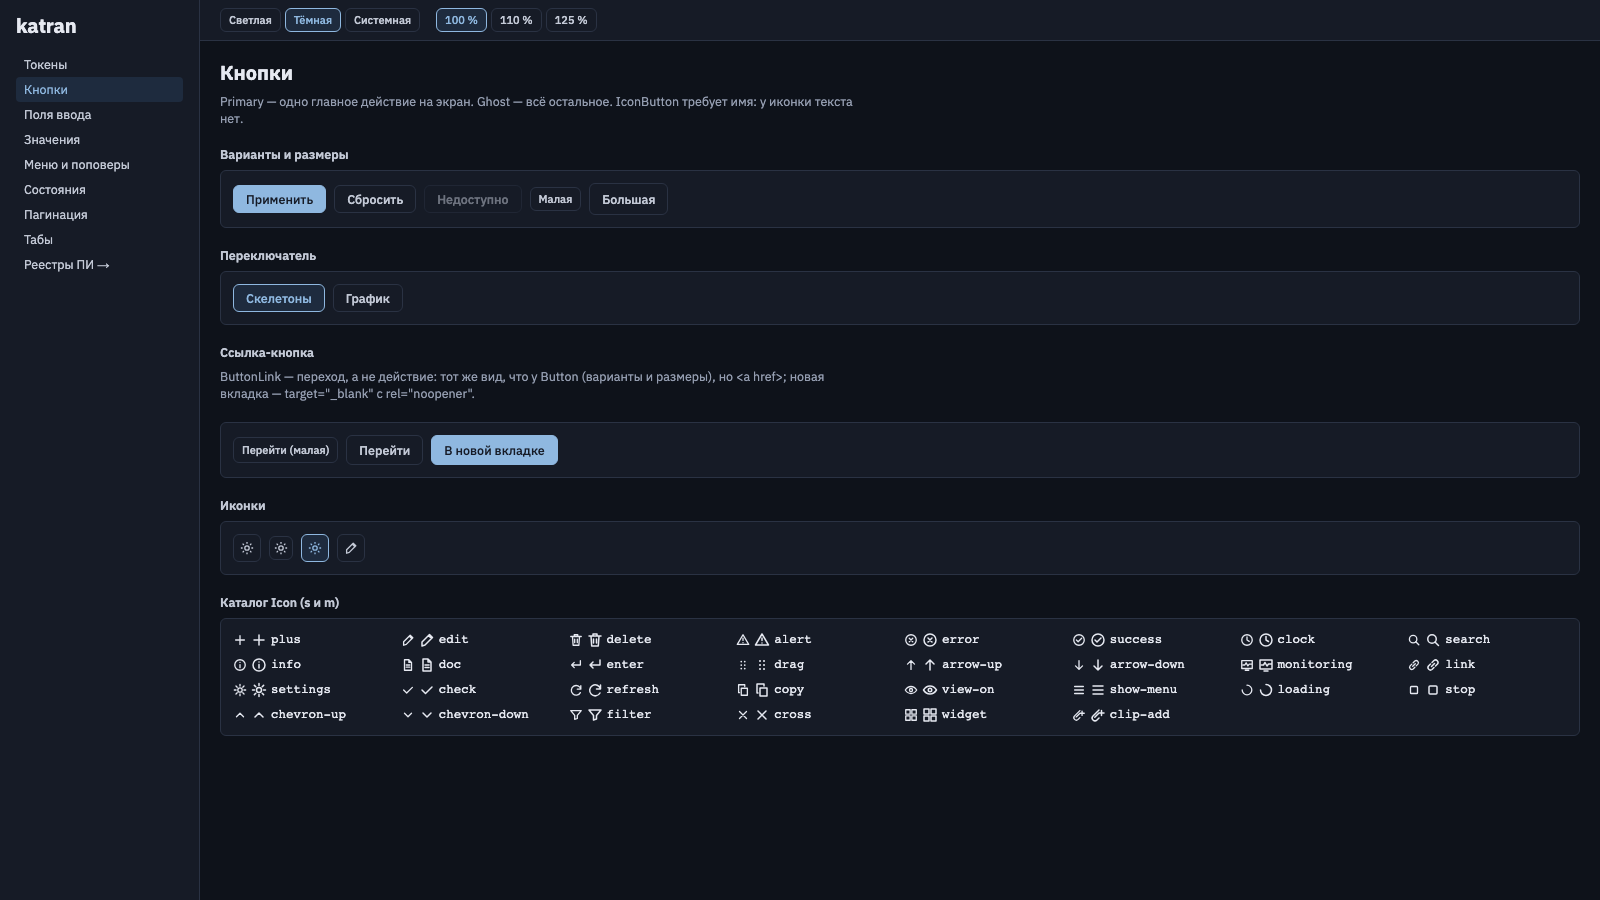 katran
Светлая Тёмная Системная 100 % 110 % 125 %
Токены
Кнопки
Поля ввода
Значения
Меню и поповеры
Состояния
Пагинация
Табы
Реестры ПИ →
Кнопки
Primary — одно главное действие на экран. Ghost — всё остальное. IconButton требует имя: у иконки текста
нет.
Варианты и размеры
Применить Сбросить Недоступно Малая Большая
Переключатель
Скелетоны График
Ссылка-кнопка
ButtonLink — переход, а не действие: тот же вид, что у Button (варианты и размеры), но <a href>; новая
вкладка — target="_blank" с rel="noopener".
Перейти (малая) Перейти В новой вкладке
Иконки
Каталог Icon (s и m)
plus edit delete alert error success clock search
info doc enter drag arrow-up arrow-down monitoring link
settings check refresh copy view-on show-menu loading stop
chevron-up chevron-down filter cross widget clip-add